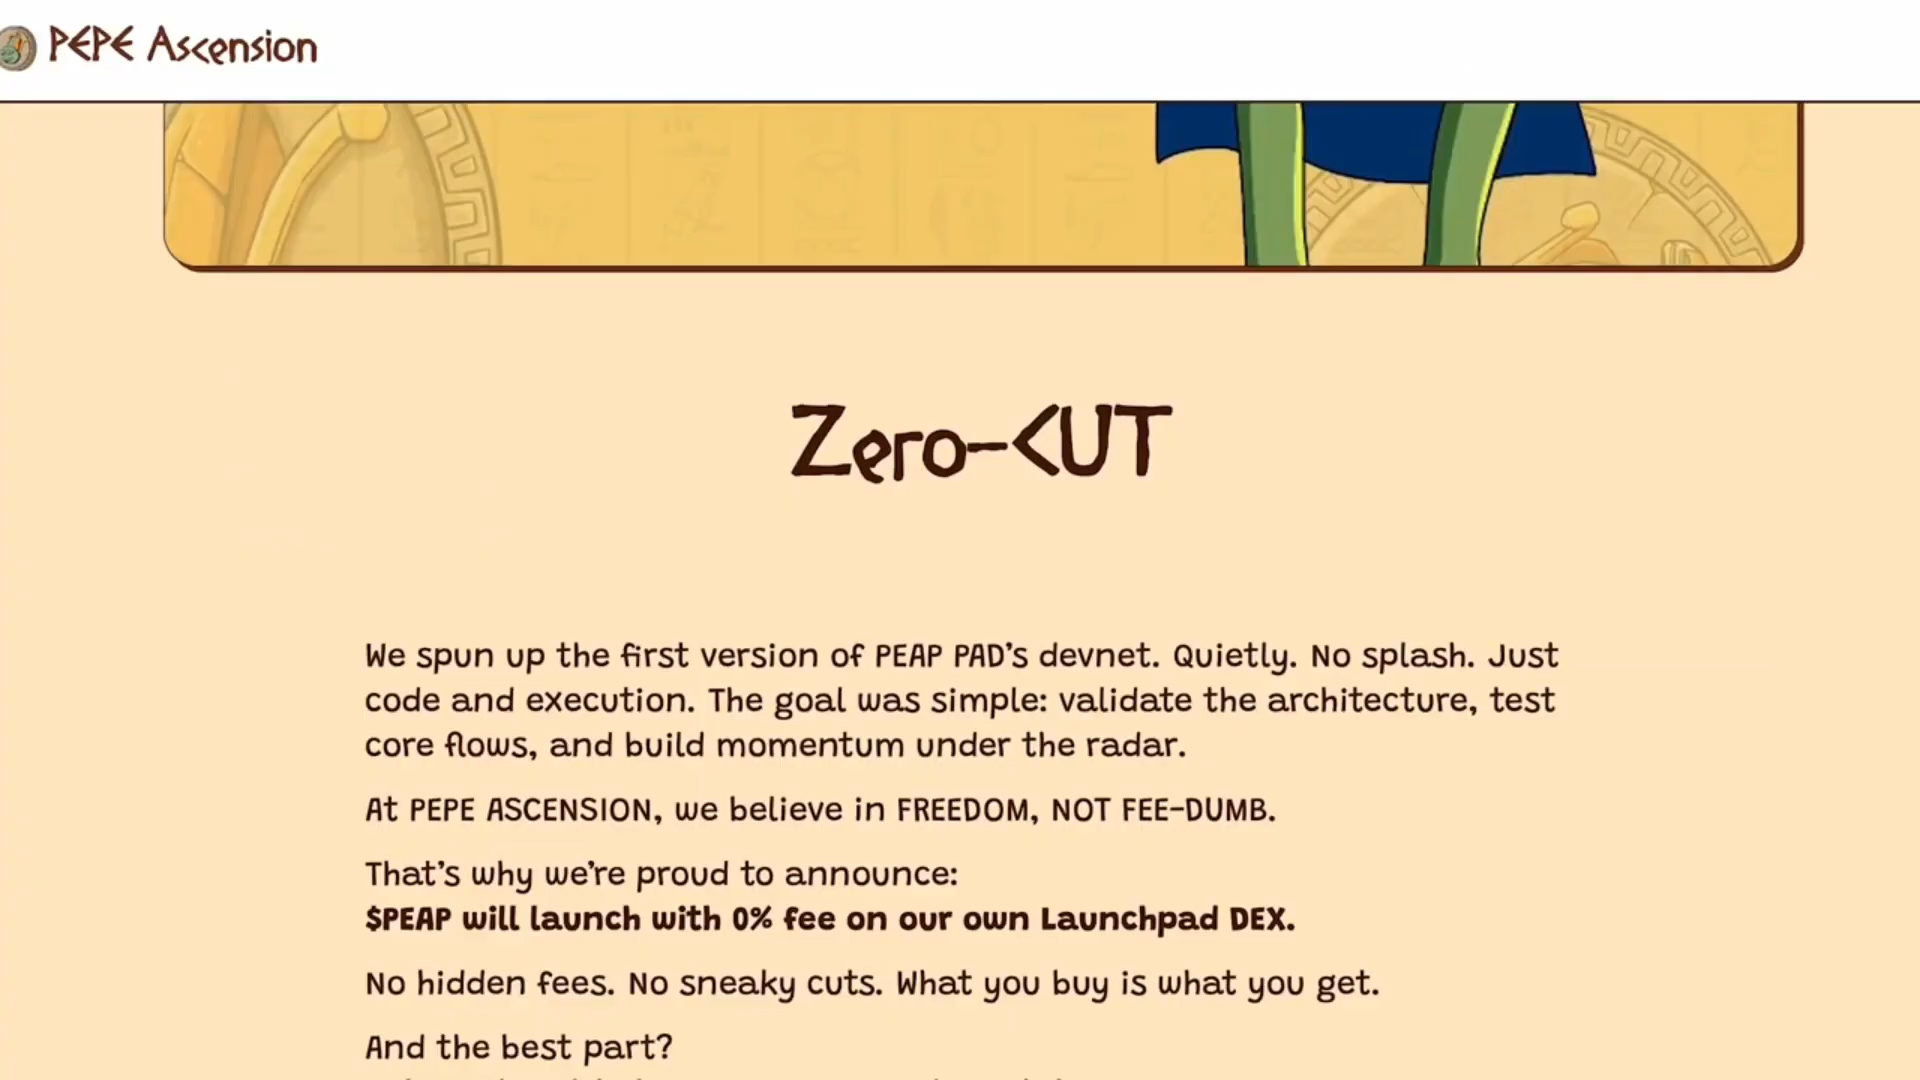 PEPE Ascension
Zero-CUT
We spun up the first version of PEAP PAD's devnet. Quietly. No splash. Just
code and execution. The goal was simple: validate the architecture, test
core flows, and build momentum under the radar.
At PEPE ASCENSION, we believe in FREEDOM, NOT FEE-DUMB.
That's why we're proud to announce:
$PEAP will launch with 0% fee on our own Launchpad DEX.
No hidden fees. No sneaky cuts. What you buy is what you get.
And the best part?